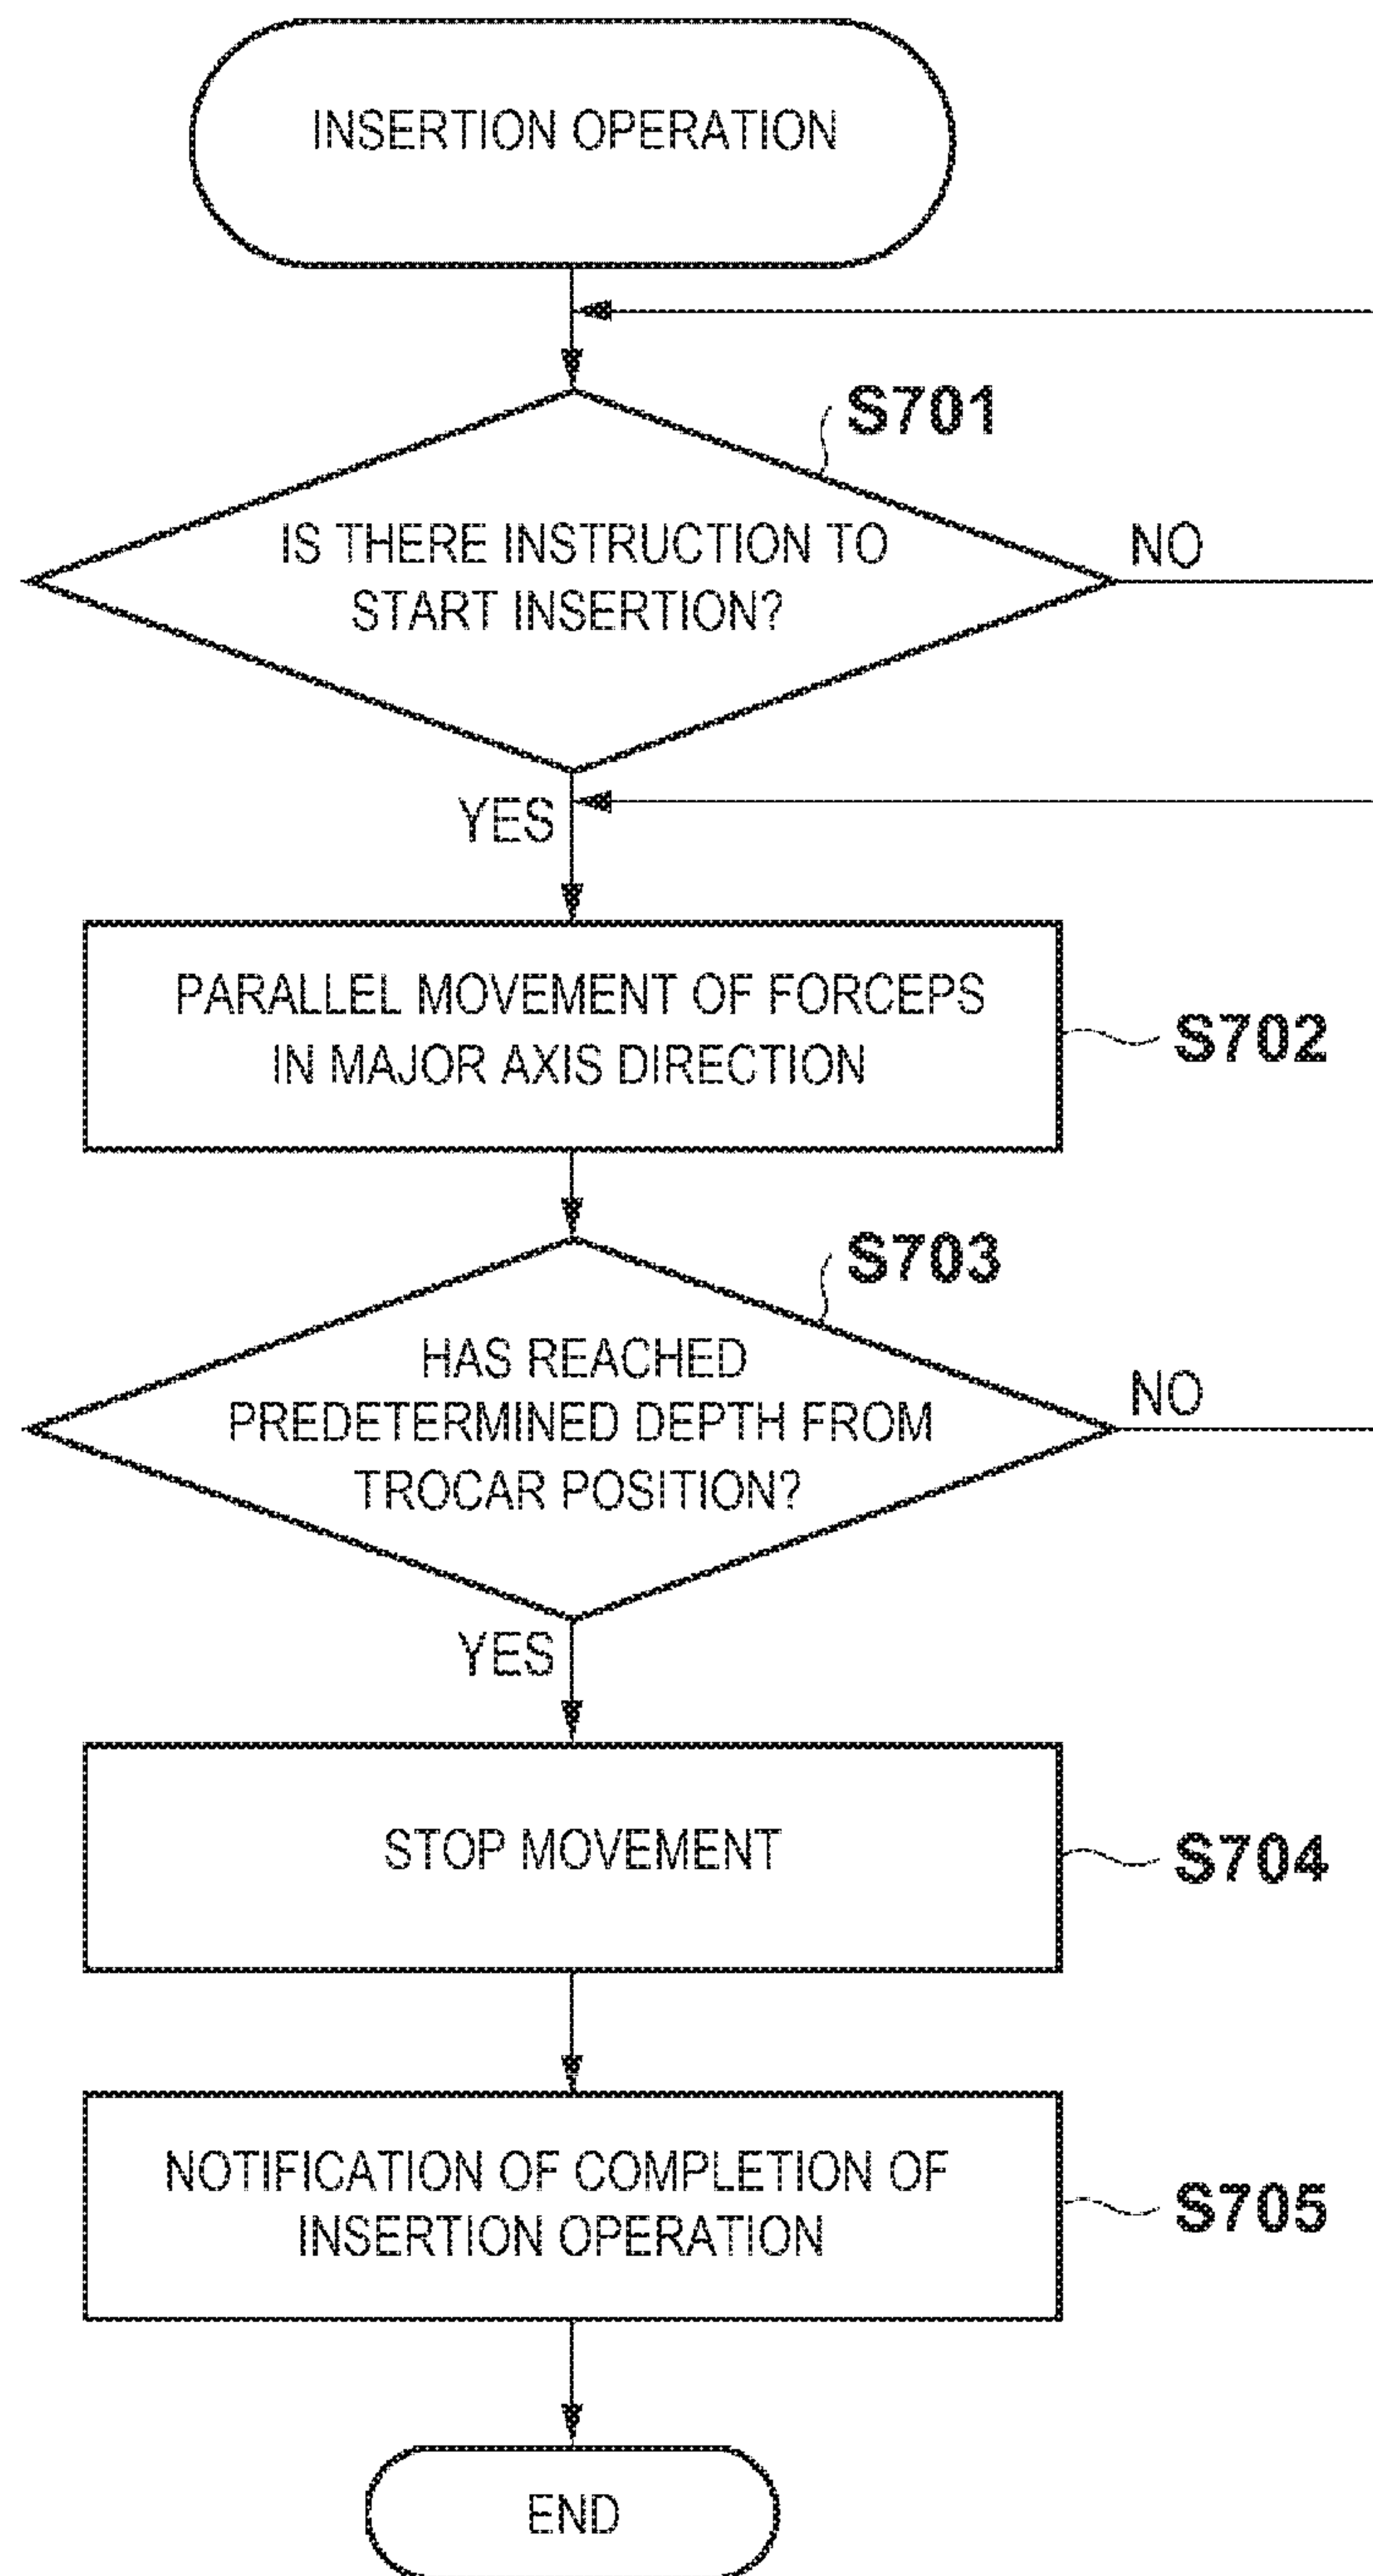 INSERTION OPERATION
S701
IS THERE INSTRUCTION TO
START INSERTION?
NO
YES
PARALLEL MOVEMENT OF FORCEPS
IN MAJOR AXIS DIRECTION
S702
S703
HAS REACHED
PREDETERMINED DEPTH FROM
TROCAR POSITION?
NO
YES
STOP MOVEMENT
S704
NOTIFICATION OF COMPLETION OF
INSERTION OPERATION
S705
END